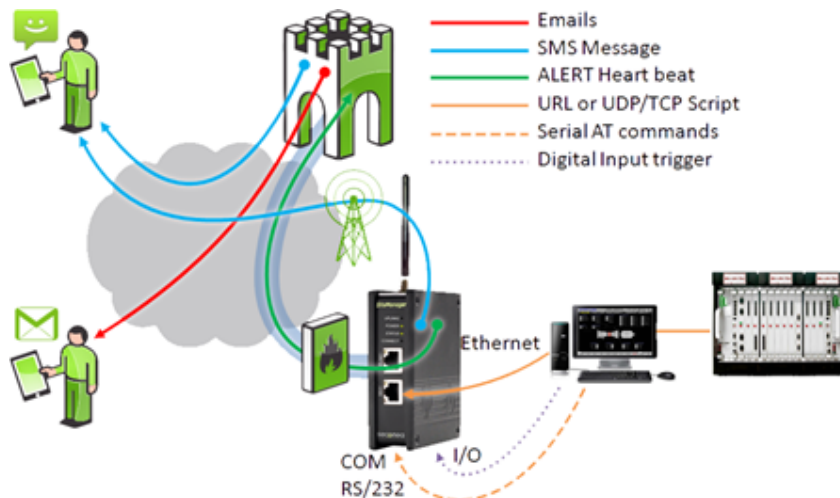 Emails
SMS Message
ALERT Heart beat
URL or UDP/TCP Script
Serial AT commands
Digital Input trigger
Ethernet
I/O
COM
RS/232